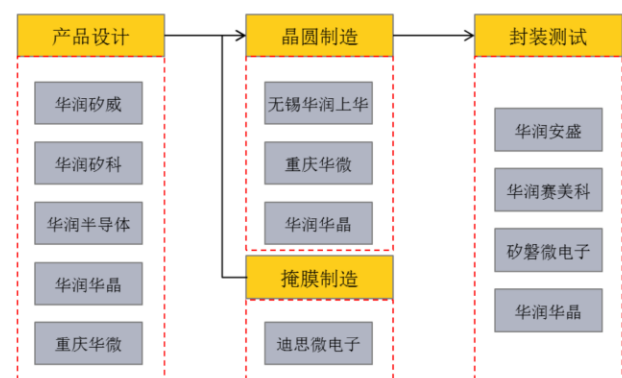 产品设计
华润矽威
华润矽科
华润半导体
华润华晶
重庆华微
晶圆制造
无锡华润上华
重庆华微
华润华晶
掩膜制造
迪思微电子
封装测试
华润安盛
华润赛美科
矽磐微电子
华润华晶